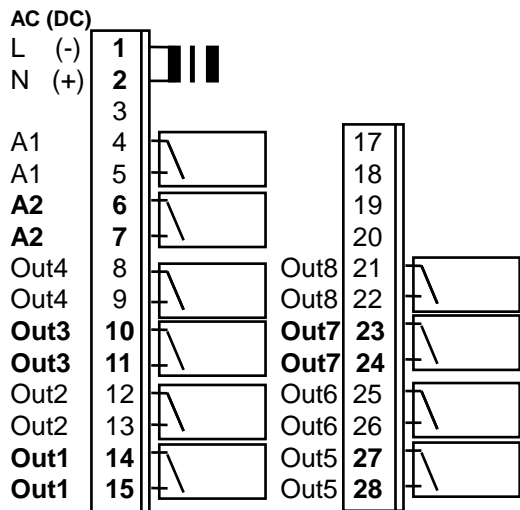 AC (DC)
L (-) 1
N (+) 2
3
A1 4
A1 5
A2 6
A2 7
Out4 8
Out4 9
Out3 10
Out3 11
Out2 12
Out2 13
Out1 14
Out1 15
17
18
19
20
Out8 21
Out8 22
Out7 23
Out7 24
Out6 25
Out6 26
Out5 27
Out5 28